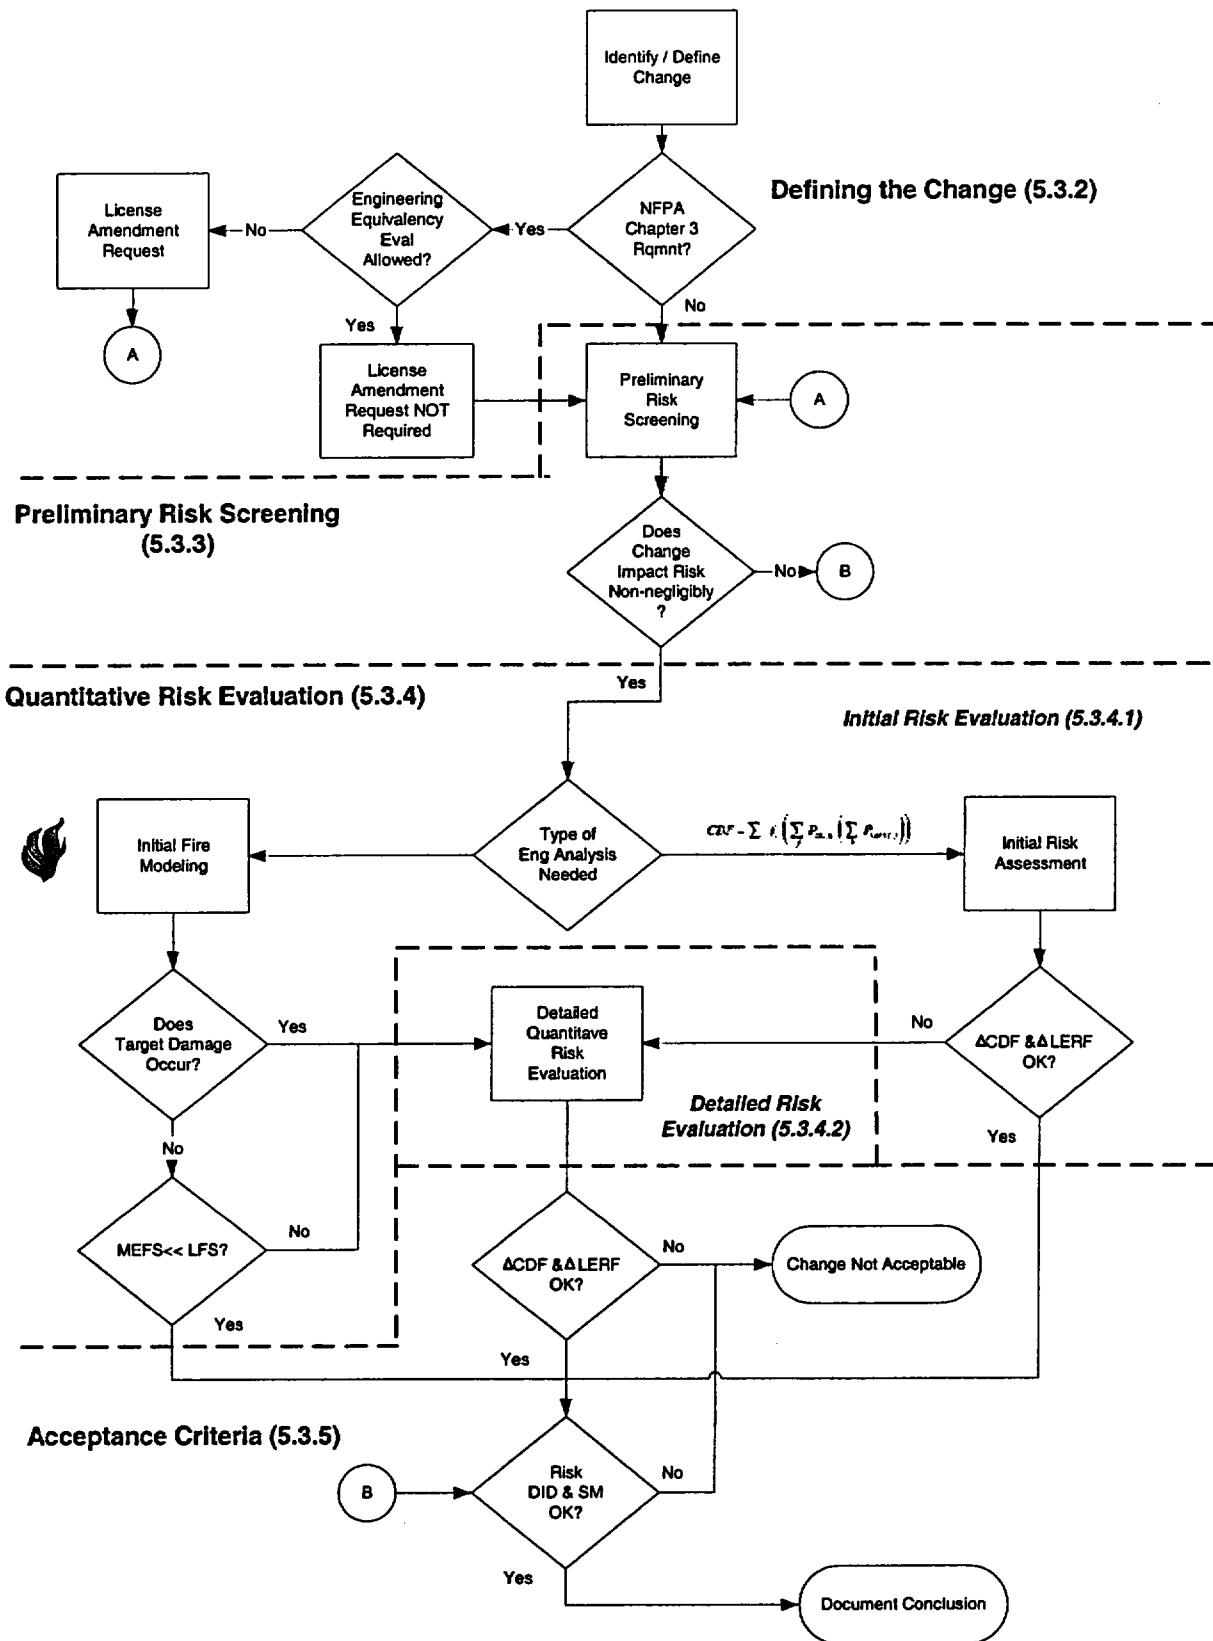 Identify / Define
Change
Defining the Change (5.3.2)
NFPA
Chapter 3
Rqmnt?
Yes
No
Engineering
Equivalency
Eval
Allowed?
No
Yes
License
Amendment
Request
A
License
Amendment
Request NOT
Required
Preliminary
Risk
Screening
A
Preliminary Risk Screening
(5.3.3)
Does
Change
Impact Risk
Non-negligibly
?
No
B
Yes
Quantitative Risk Evaluation (5.3.4)
Initial Risk Evaluation (5.3.4.1)
Initial Fire
Modeling
Type of
Eng Analysis
Needed
CDF
Initial Risk
Assessment
Does
Target Damage
Occur?
Yes
No
Detailed
Quantitave
Risk
Evaluation
No
ΔCDF &Δ LERF
OK?
Yes
Detailed Risk
Evaluation (5.3.4.2)
MEFS<< LFS?
No
Yes
ΔCDF &Δ LERF
OK?
No
Yes
Change Not Acceptable
Acceptance Criteria (5.3.5)
B
Risk
DID & SM
OK?
No
Yes
Document Conclusion